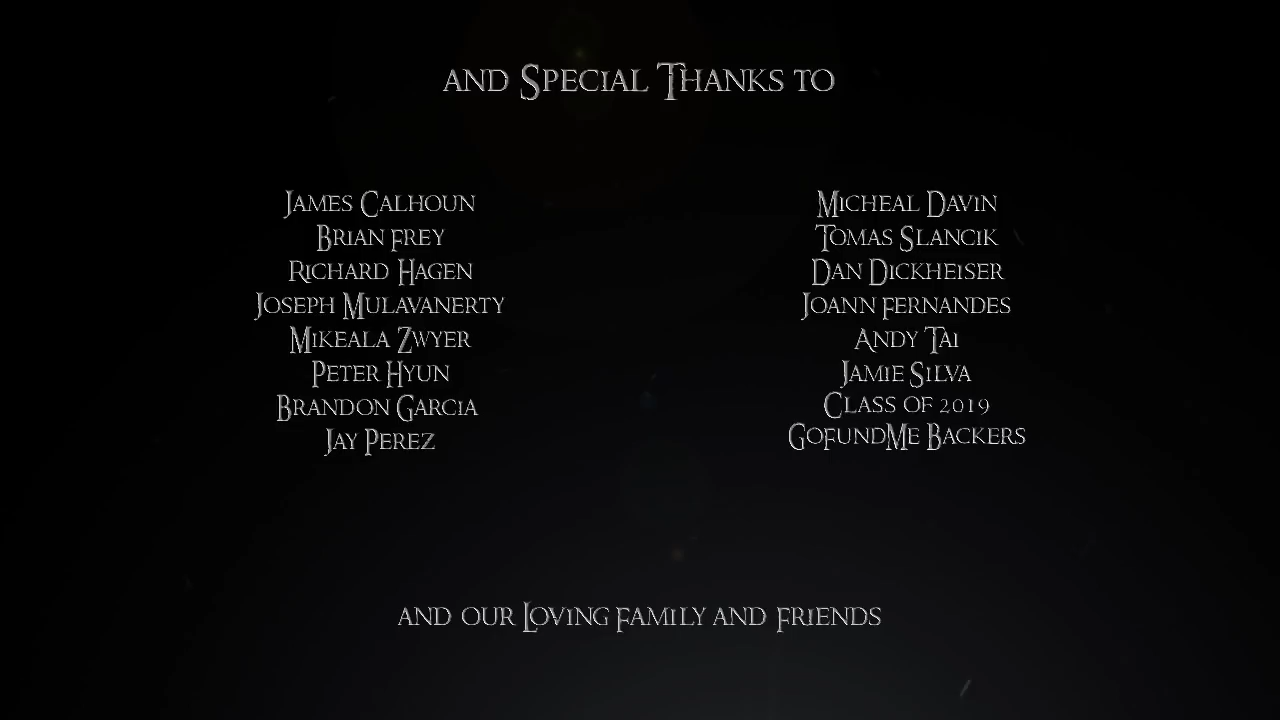 and Special Thanks to
James Calhoun
Brian Frey
Richard Hagen
Joseph Mulavanerty
Mikeala Zwyer
Peter Hyun
Brandon Garcia
Jay Perez
Micheal Davin
Tomas Slancik
Dan Dickheiser
Joann Fernandes
Andy Tai
Jamie Silva
Class of 2019
GofundMe Backers
and our Loving Family and Friends